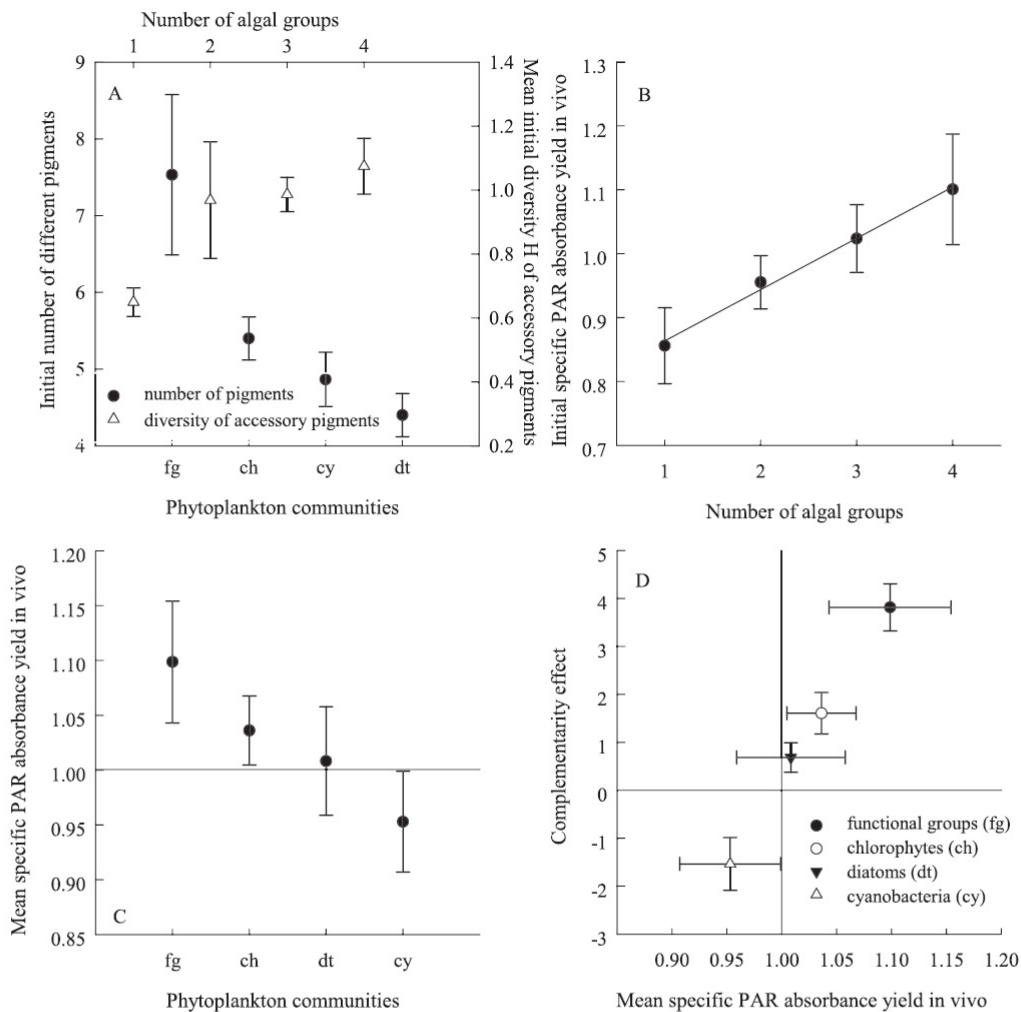 Number of algal groups
1 2 3 4
A
9
8
7
6
5
4
Initial number of different pigments
1.4
1.2
1.0
0.8
0.6
0.4
0.2
Mean initial diversity H of accessory pigments
number of pigments
diversity of accessory pigments
fg ch cy dt
Phytoplankton communities
B
1.3
1.2
1.1
1.0
0.9
0.8
0.7
Initial specific PAR absorbance yield in vivo
1 2 3 4
Number of algal groups
1.20
1.15
1.10
1.05
1.00
0.95
0.90
0.85
Mean specific PAR absorbance yield in vivo
C
fg ch dt cy
Phytoplankton communities
D
5
4
3
2
1
0
-1
-2
-3
Complementarity effect
functional groups (fg)
chlorophytes (ch)
diatoms (dt)
cyanobacteria (cy)
0.90 0.95 1.00 1.05 1.10 1.15 1.20
Mean specific PAR absorbance yield in vivo